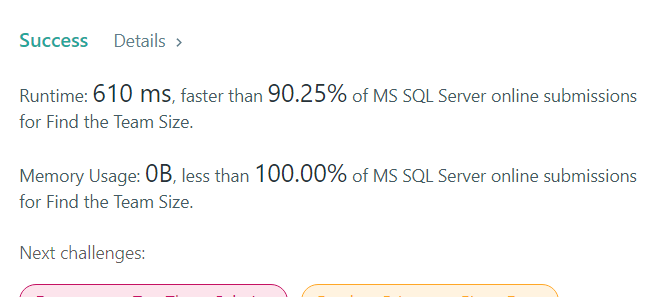 Success Details >
Runtime: 610 ms, faster than 90.25% of MS SQL Server online submissions
for Find the Team Size.
Memory Usage: 0B, less than 100.00% of MS SQL Server online submissions
for Find the Team Size.
Next challenges: